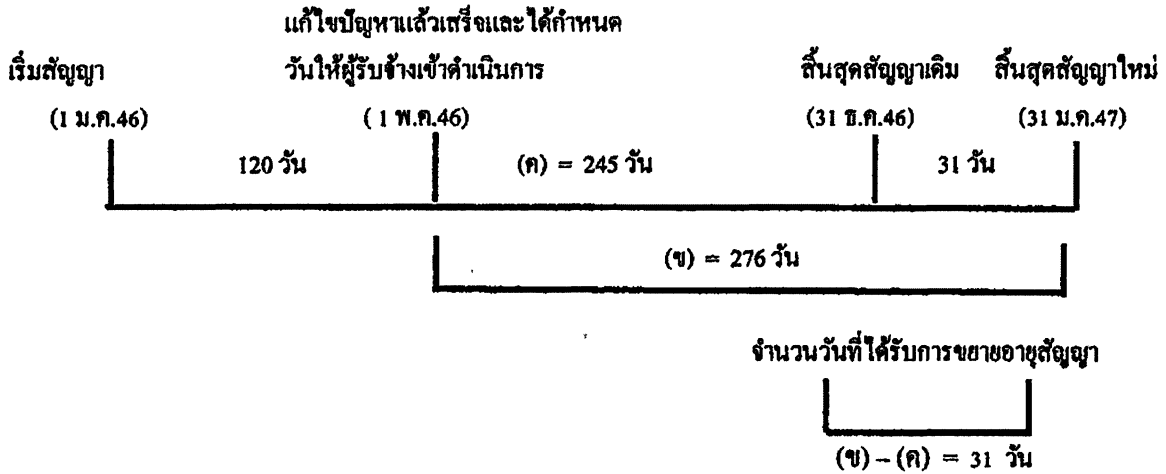 แก้ไขปัญหาแล้วเสร็จและได้กำหนด
เริ่มสัญญา วันให้ผู้รับจ้างเข้าดำเนินการ สิ้นสุดสัญญาเดิม สิ้นสุดสัญญาใหม่
(1 ม.ค.46) ( 1 พ.ค.46) (31 ธ.ค.46) (31 ม.ค.47)
120 วัน (ค) = 245 วัน 31 วัน
(ข) = 276 วัน
จำนวนวันที่ได้รับการขยายอายุสัญญา
(ข) – (ค) = 31 วัน